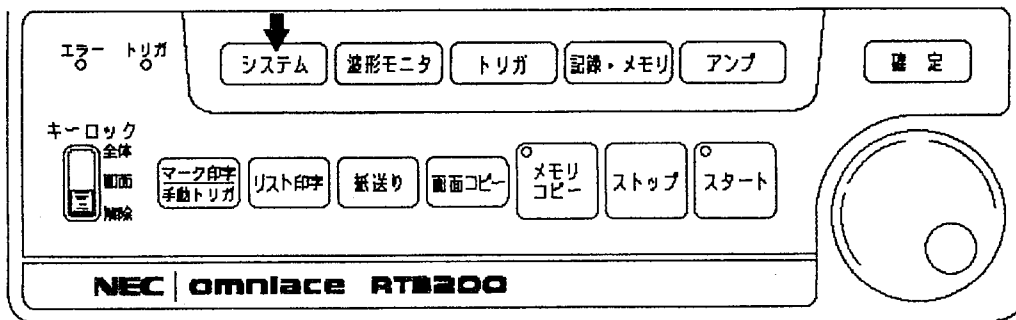 エラー トリガ
システム 波形モニタ トリガ 記録・メモリ アンプ 確 定
キーロック
全体
画面
解除
マーク印字
手動トリガ
リスト印字 紙送り 画面コピー
メモリ
コピー
ストップ スタート
NEC omniace RT3200